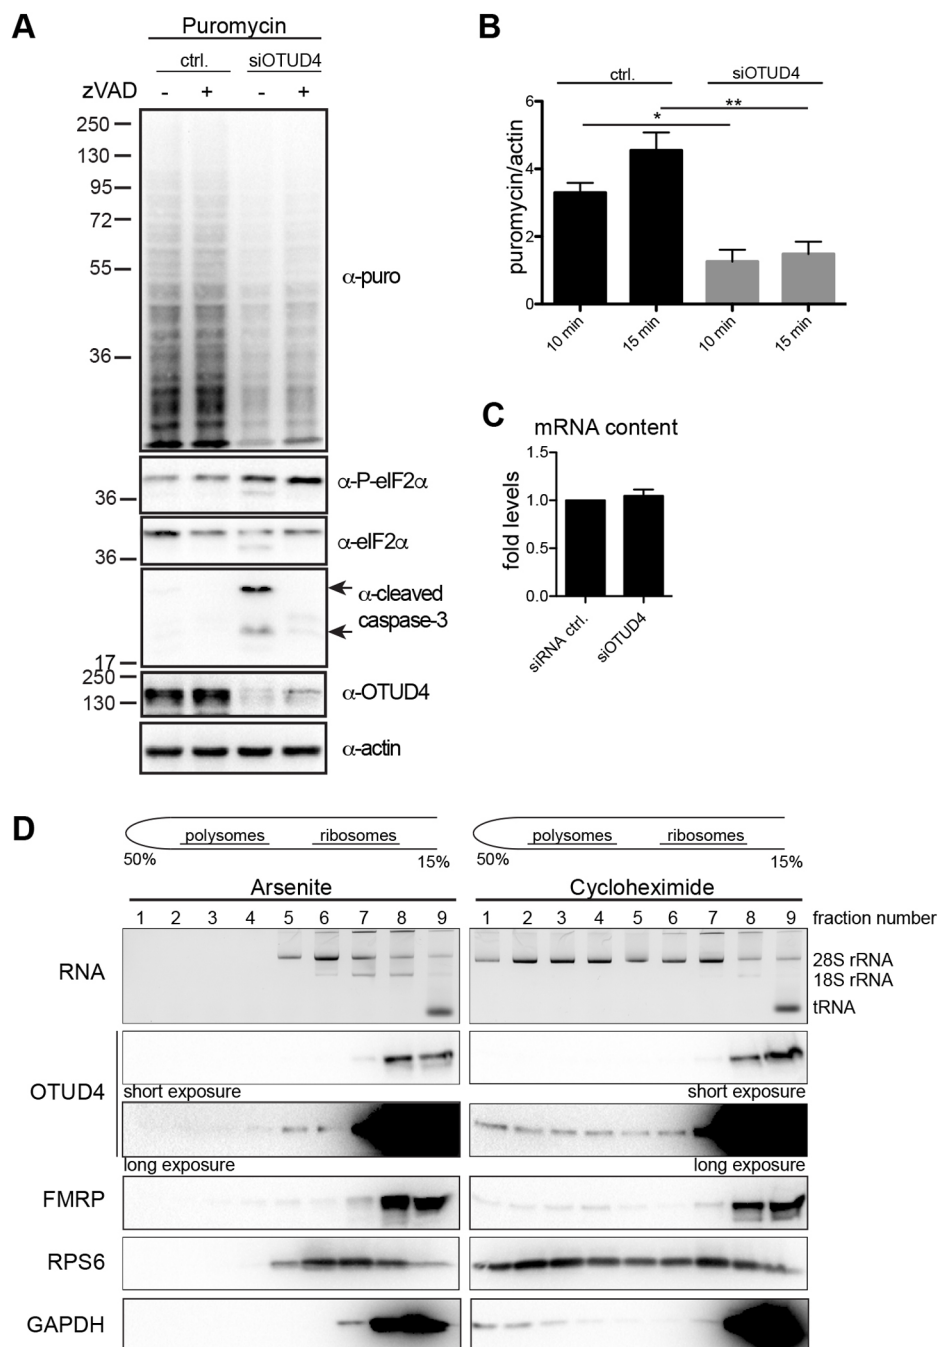 A
Puromycin
ctrl. siOTUD4
zVAD - + - +
250
130
95
72
55
36
α-puro
α-P-eIF2α
36
α-eIF2α
36
α-cleaved
caspase-3
17
250
130
α-OTUD4
α-actin
B
ctrl. siOTUD4
* **
puromycin/actin
6
4
2
0
10 min 15 min 10 min 15 min
C
mRNA content
fold levels
1.5
1.0
0.5
0.0
siRNA ctrl. siOTUD4
D
polysomes ribosomes polysomes ribosomes
50% 15% 50% 15%
Arsenite Cycloheximide
1 2 3 4 5 6 7 8 9 1 2 3 4 5 6 7 8 9 fraction number
RNA
28S rRNA
18S rRNA
tRNA
OTUD4
short exposure short exposure
long exposure long exposure
FMRP
RPS6
GAPDH